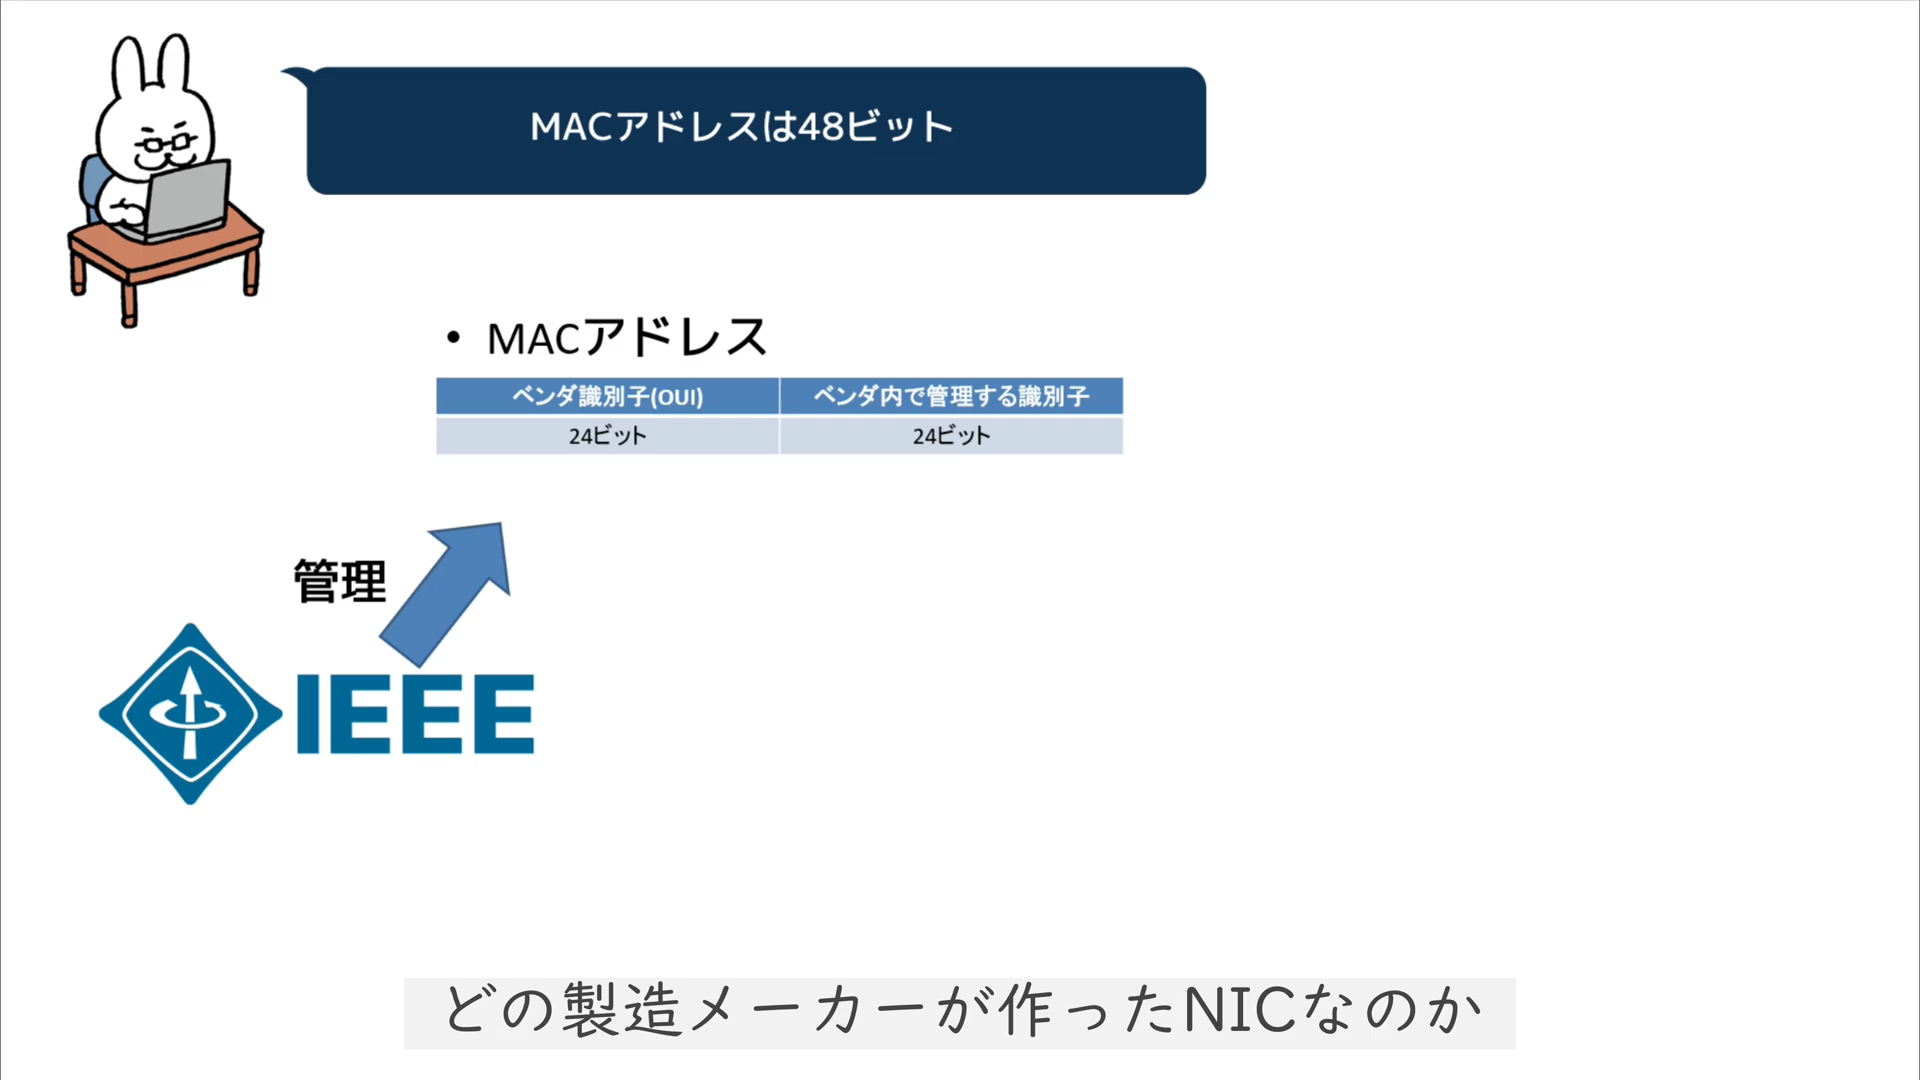 MACアドレスは48ビット
• MACアドレス
ベンダ識別子(OUI) ベンダ内で管理する識別子
24ビット 24ビット
管理
IEEE
どの製造メーカーが作ったNICなのか